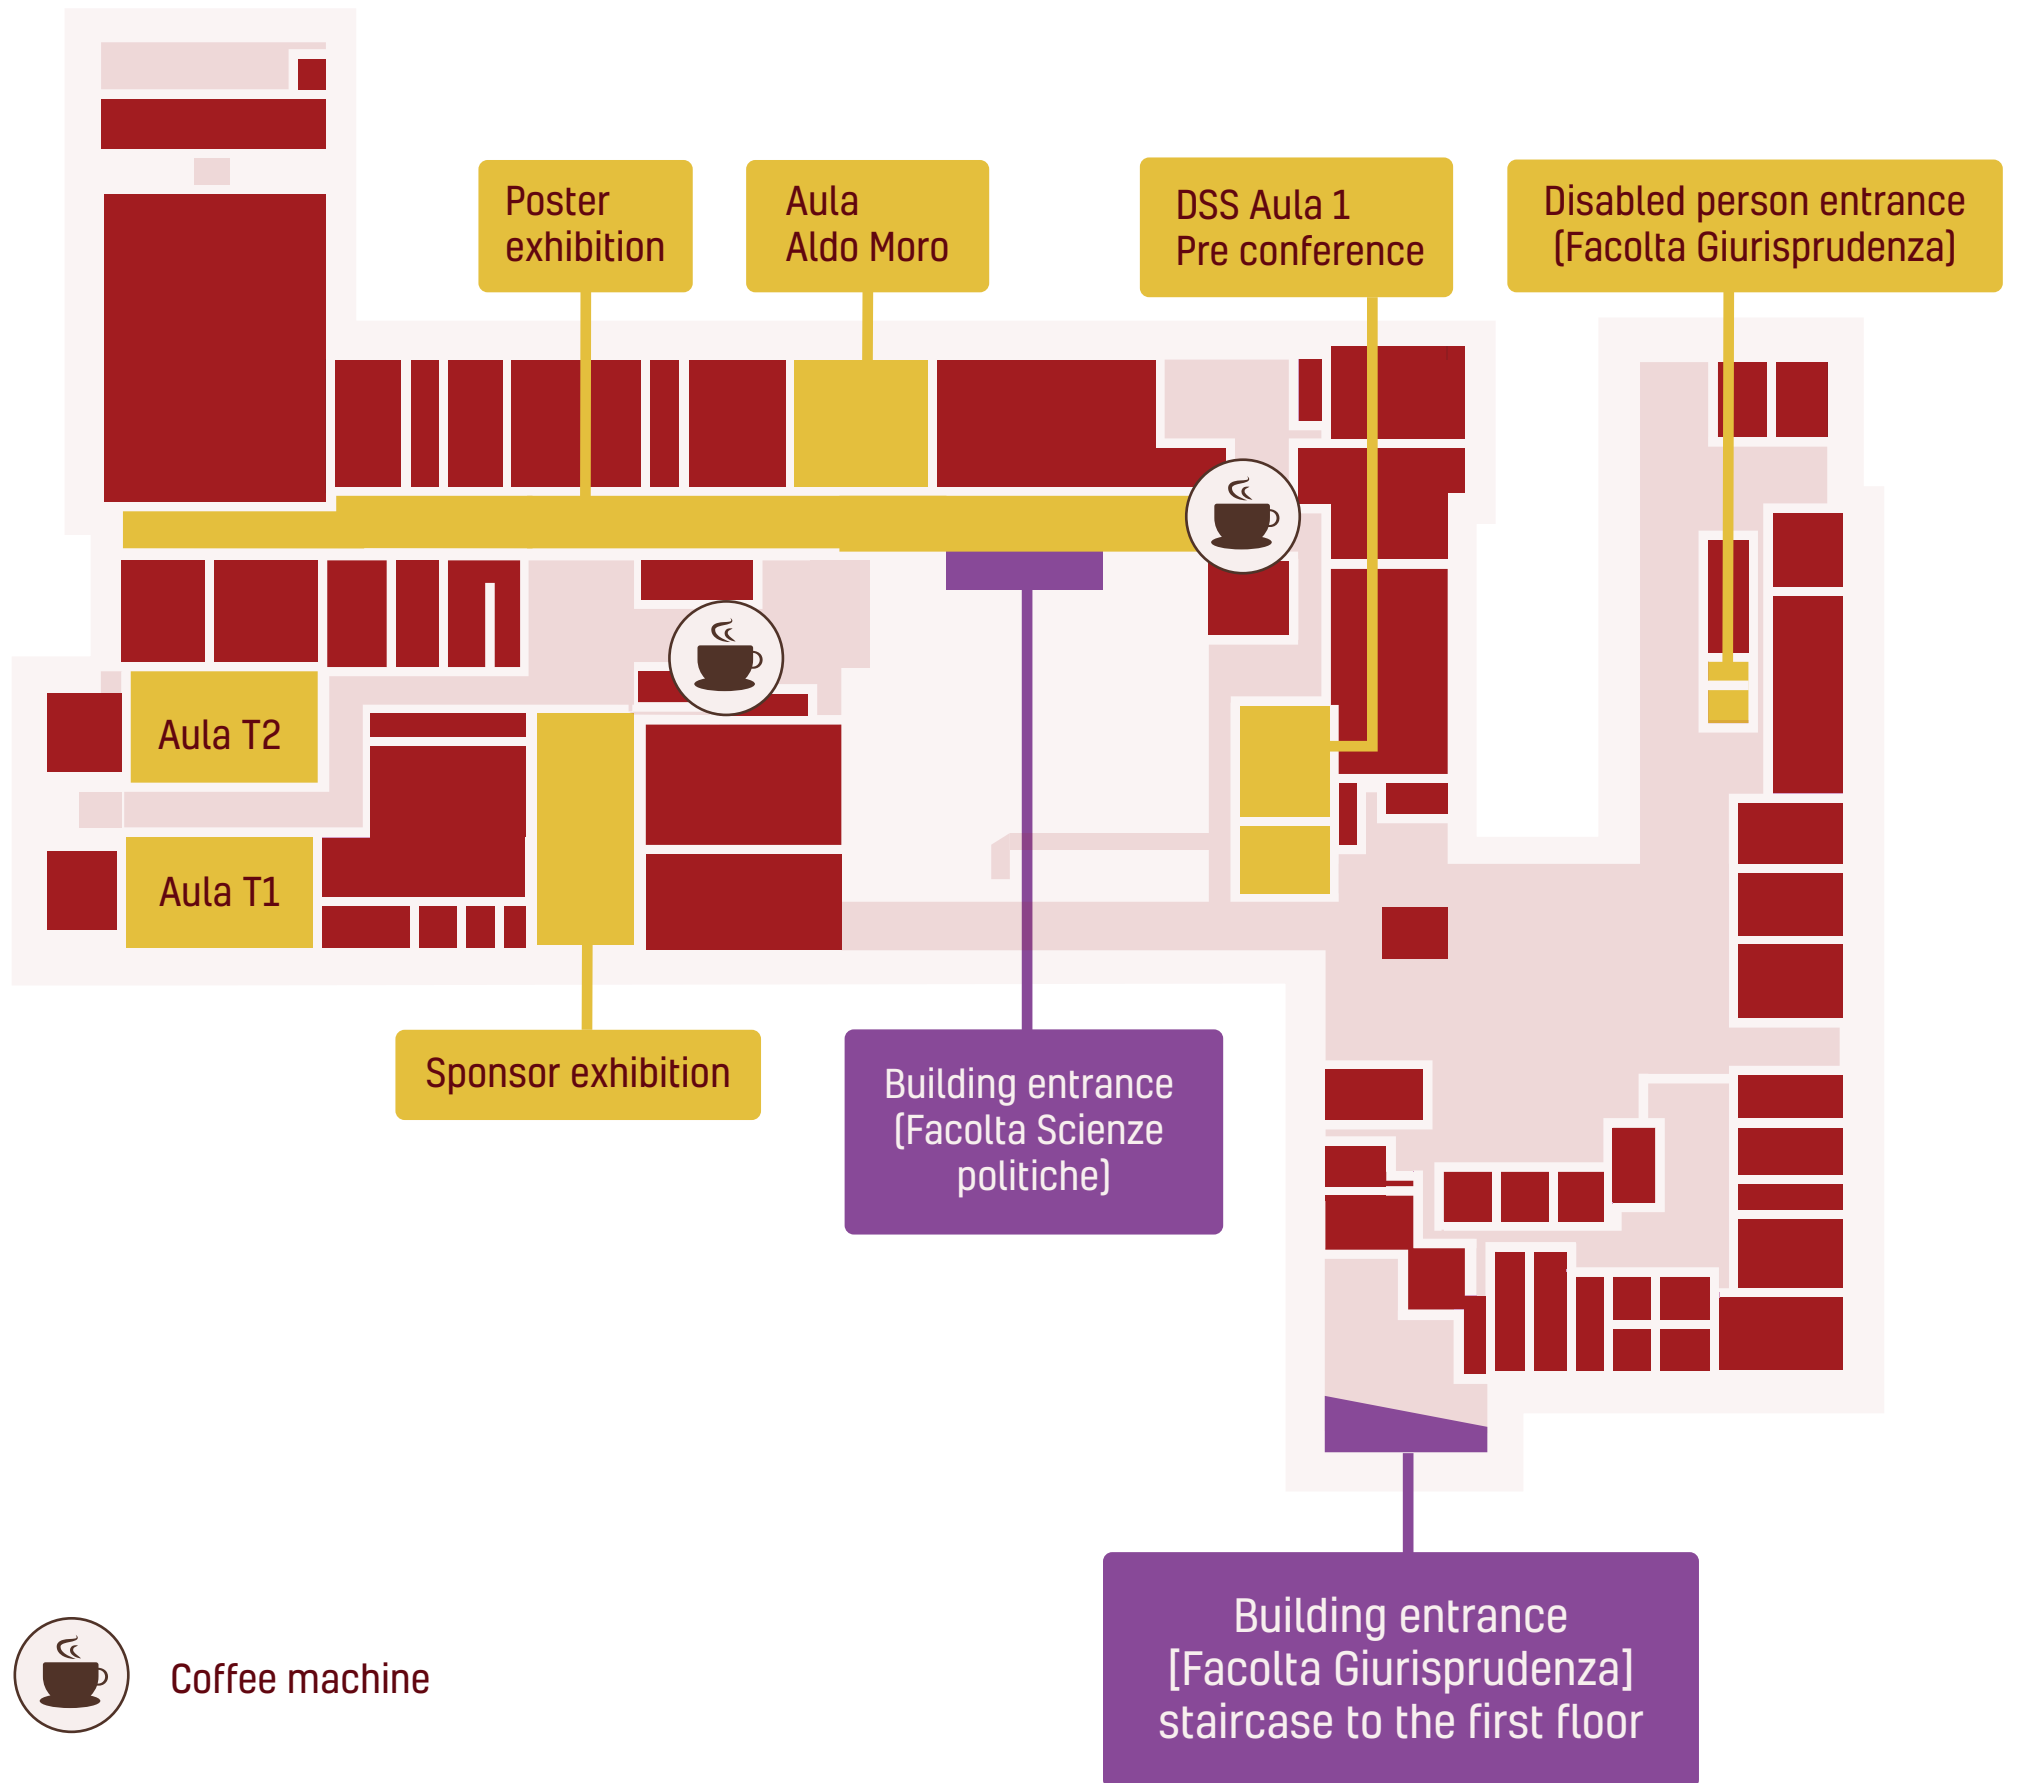 Poster
exhibition
Aula
Aldo Moro
DSS Aula 1
Pre conference
Disabled person entrance
(Facolta Giurisprudenza)
Aula T2
Aula T1
Sponsor exhibition
Building entrance
(Facolta Scienze
politiche)
Building entrance
[Facolta Giurisprudenza]
staircase to the first floor
Coffee machine